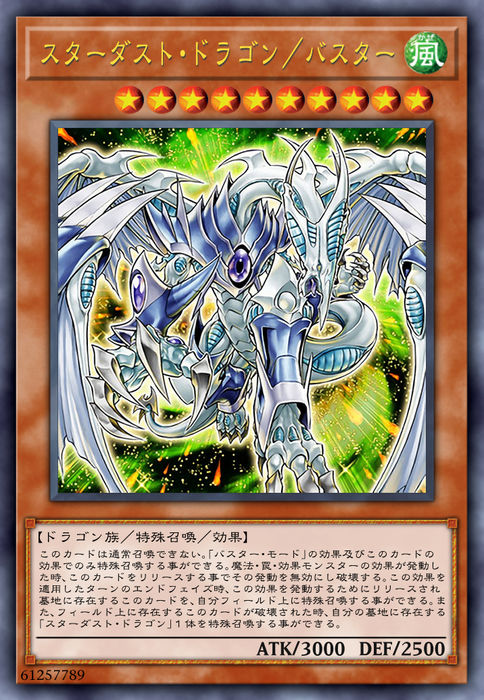 スターダスト・ドラゴン／バスター
かぜ
風
【ドラゴン族／特殊召喚／効果】
このカードは通常召喚できない。「バスター・モード」の効果及びこのカードの
効果でのみ特殊召喚する事ができる。魔法・罠・効果モンスターの効果が発動し
た時、このカードをリリースする事でその発動を無効にし破壊する。この効果を
適用したターンのエンドフェイズ時、この効果を発動するためにリリースされ
墓地に存在するこのカードを、自分フィールド上に特殊召喚する事ができる。ま
た、フィールド上に存在するこのカードが破壊された時、自分の墓地に存在する
「スターダスト・ドラゴン」１体を特殊召喚する事ができる。
ATK/3000 DEF/2500
61257789